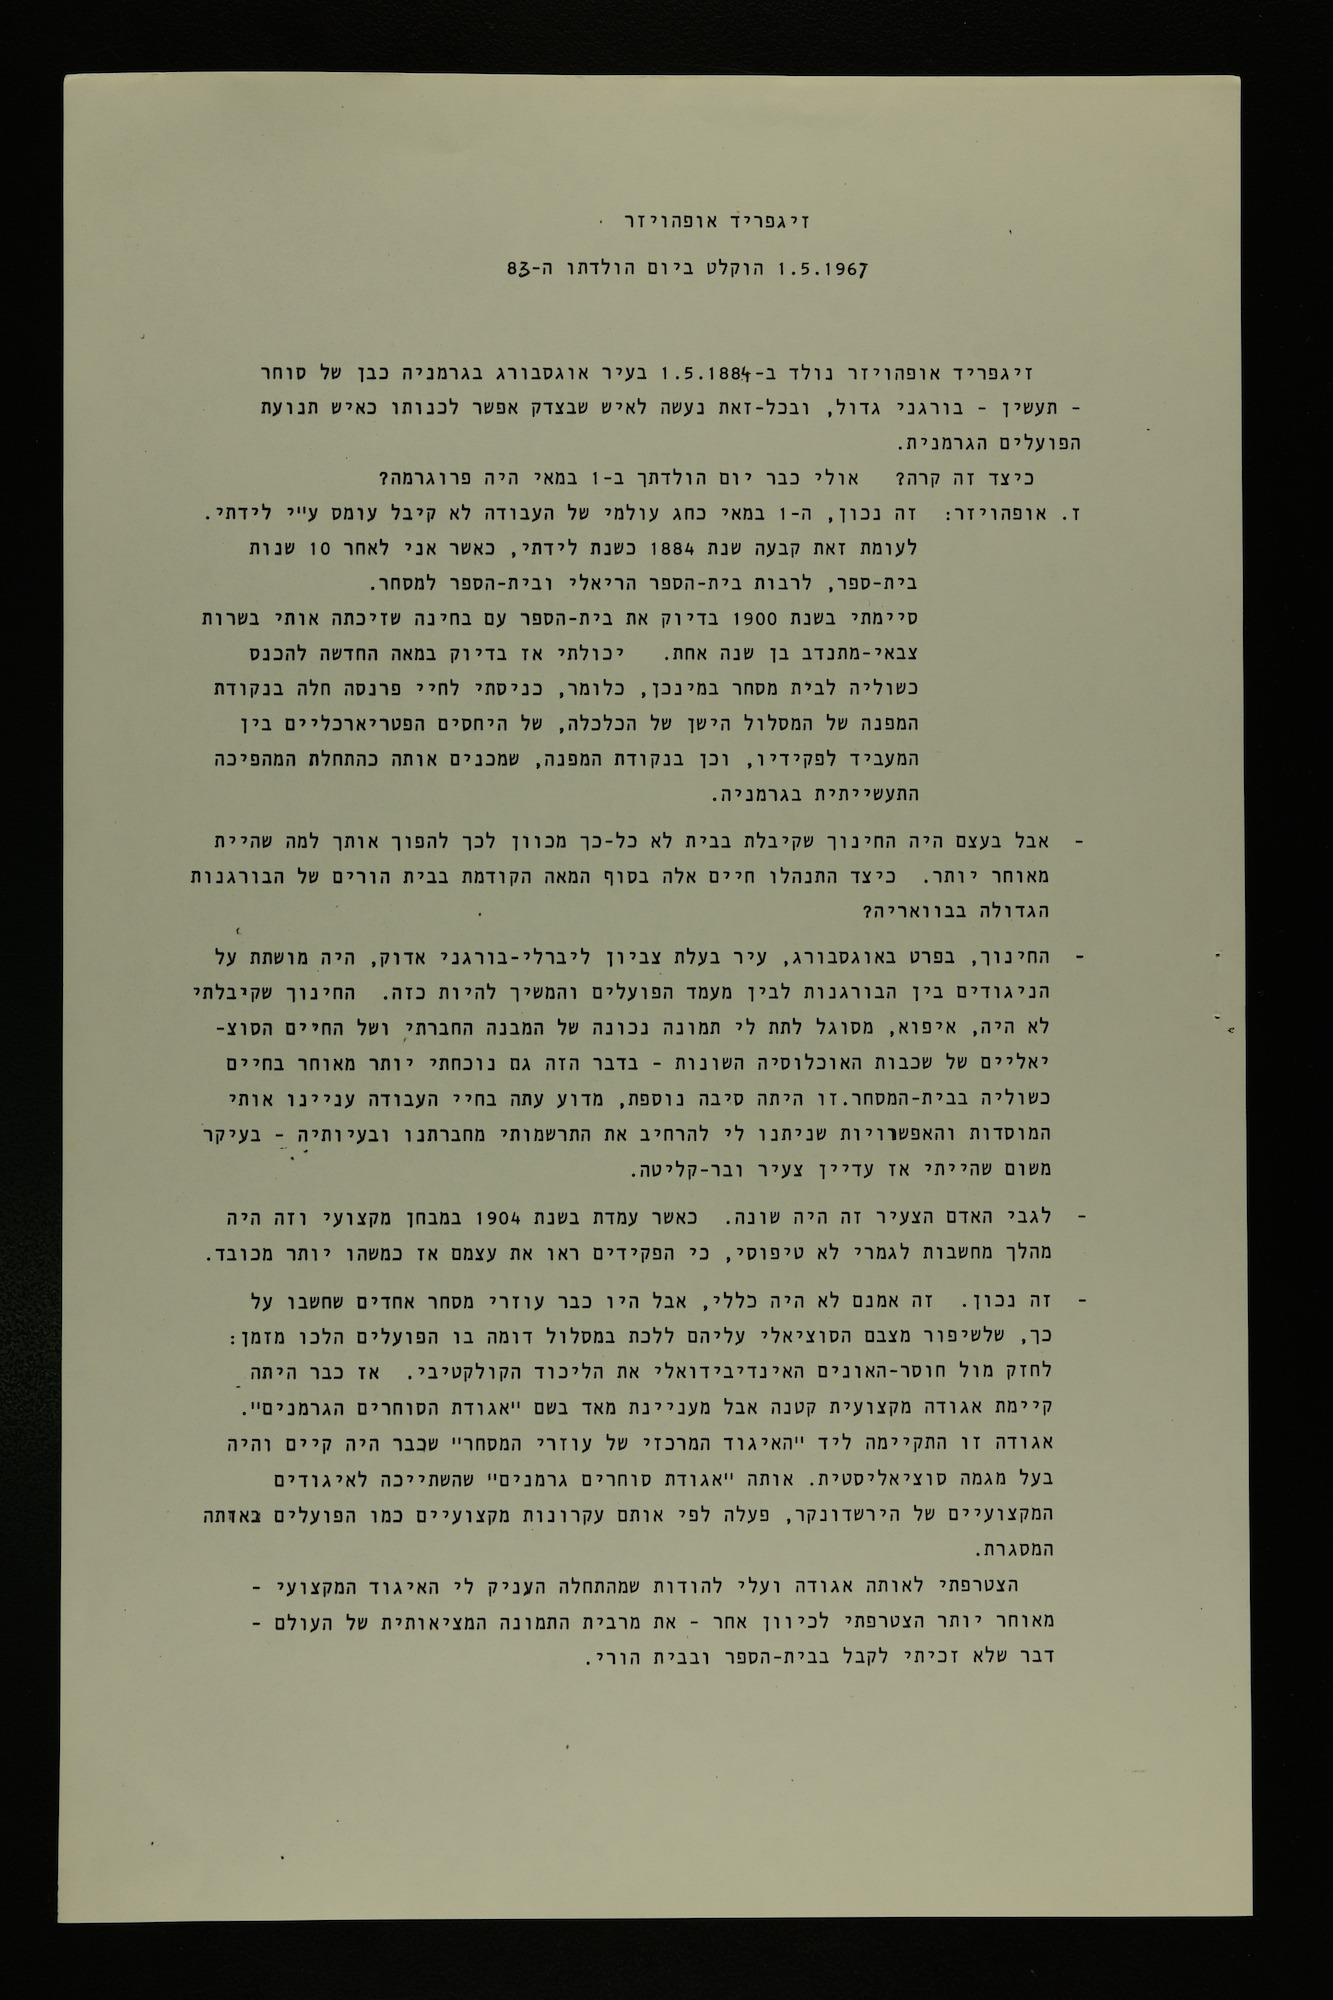 זיגפריד אופהויזר
1.5.1967 הוקלט ביום הולדתו ה-83
זיגפריד אופהויזר נולד ב-1.5.1884 בעיר אוגסבורג בגרמניה כבן של סוחר
- תעשין - בורגני גדול, ובכל-זאת נעשה לאיש שבצדק אפשר לכנותו כאיש תנועת
הפועלים הגרמנית.
כיצד זה קרה? אולי כבר יום הולדתך ב-1 במאי היה פרוגרמה?
ז. אופהויזר: זה נכון, ה-1 במאי כחג עולמי של העבודה לא קיבל עומס ע"י לידתי.
לעומת זאת קבעה שנת 1884 כשנת לידתי, כאשר אני לאחר 10 שנות
בית-ספר, לרבות בית-הספר הריאלי ובית-הספר למסחר.
סיימתי בשנת 1900 בדיוק את בית-הספר עם בחינה שזיכתה אותי בשרות
צבאי-מתנדב בן שנה אחת. יכולתי אז בדיוק במאה החדשה להכנס
כשוליה לבית מסחר במינכן, כלומר, כניסתי לחיי פרנסה חלה בנקודת
המפנה של המסלול הישן של הכלכלה, של היחסים הפטריארכליים בין
המעביד לפקידיו, וכן בנקודת המפנה, שמכנים אותה כהתחלת המהפיכה
התעשייתית בגרמניה.
- אבל בעצם היה החינוך שקיבלת בבית לא כל-כך מכוון לכך להפוך אותך למה שהיית
מאוחר יותר. כיצד התנהלו חיים אלה בסוף המאה הקודמת בבית הורים של הבורגנות
הגדולה בבוואריה?
- החינוך, בפרט באוגסבורג, עיר בעלת צביון ליברלי-בורגני אדוק, היה מושתת על
הניגודים בין הבורגנות לבין מעמד הפועלים והמשיך להיות כזה. החינוך שקיבלתי
לא היה, איפוא, מסוגל לתת לי תמונה נכונה של המבנה החברתי ושל החיים הסוצ-
יאליים של שכבות האוכלוסיה השונות - בדבר הזה גם נוכחתי יותר מאוחר בחיים
כשוליה בבית-המסחר.זו היתה סיבה נוספת, מדוע עתה בחיי העבודה עניינו אותי
המוסדות והאפשרויות שניתנו לי להרחיב את התרשמותי מחברתנו ובעיותיה - בעיקר
משום שהייתי אז עדיין צעיר ובר-קליטה.
- לגבי האדם הצעיר זה היה שונה. כאשר עמדת בשנת 1904 במבחן מקצועי וזה היה
מהלך מחשבות לגמרי לא טיפוסי, כי הפקידים ראו את עצמם אז כמשהו יותר מכובד.
- זה נכון. זה אמנם לא היה כללי, אבל היו כבר עוזרי מסחר אחדים שחשבו על
כך, שלשיפור מצבם הסוציאלי עליהם ללכת במסלול דומה בו הפועלים הלכו מזמן:
לחזק מול חוסר-האונים האינדיבידואלי את הליכוד הקולקטיבי. אז כבר היתה
קיימת אגודה מקצועית קטנה אבל מעניינת מאד בשם "אגודת הסוחרים הגרמנים".
אגודה זו התקיימה ליד "האיגוד המרכזי של עוזרי המסחר" שכבר היה קיים והיה
בעל מגמה סוציאליסטית. אותה "אגודת סוחרים גרמנים" שהשתייכה לאיגודים
המקצועיים של הירשדונקר, פעלה לפי אותם עקרונות מקצועיים כמו הפועלים באותה
המסגרת.
הצטרפתי לאותה אגודה ועלי להודות שמהתחלה העניק לי האיגוד המקצועי -
מאוחר יותר הצטרפתי לכיוון אחר - את מרבית התמונה המציאותית של העולם -
דבר שלא זכיתי לקבל בבית-הספר ובבית הורי.